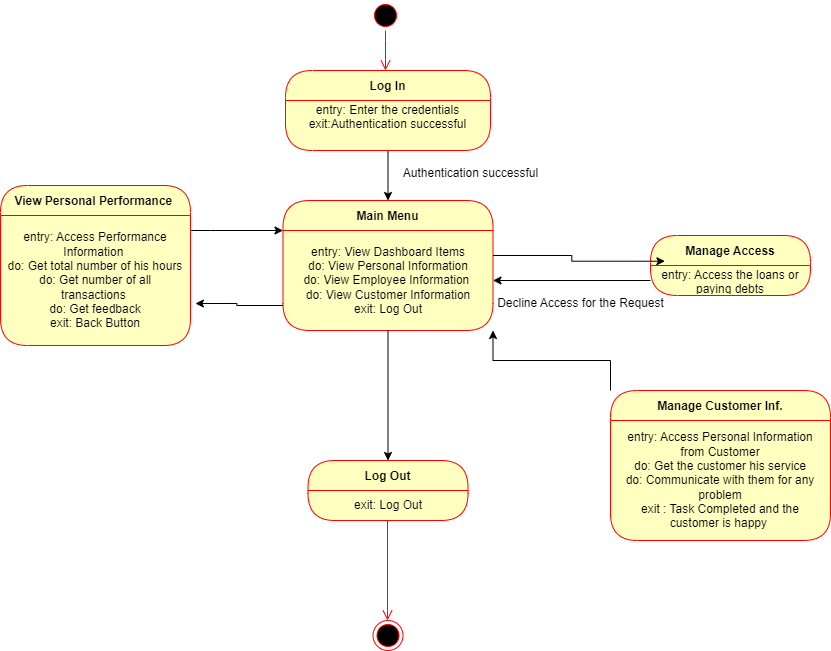 Log In
entry: Enter the credentials
exit:Authentication successful
Authentication successful
View Personal Performance
entry: Access Performance
Information
do: Get total number of his hours
do: Get number of all
transactions
do: Get feedback
exit: Back Button
Main Menu
entry: View Dashboard Items
do: View Personal Information
do: View Employee Information
do: View Customer Information
exit: Log Out
Manage Access
entry: Access the loans or
paying debts
Decline Access for the Request
Manage Customer Inf.
entry: Access Personal Information
from Customer
do: Get the customer his service
do: Communicate with them for any
problem
exit : Task Completed and the
customer is happy
Log Out
exit: Log Out